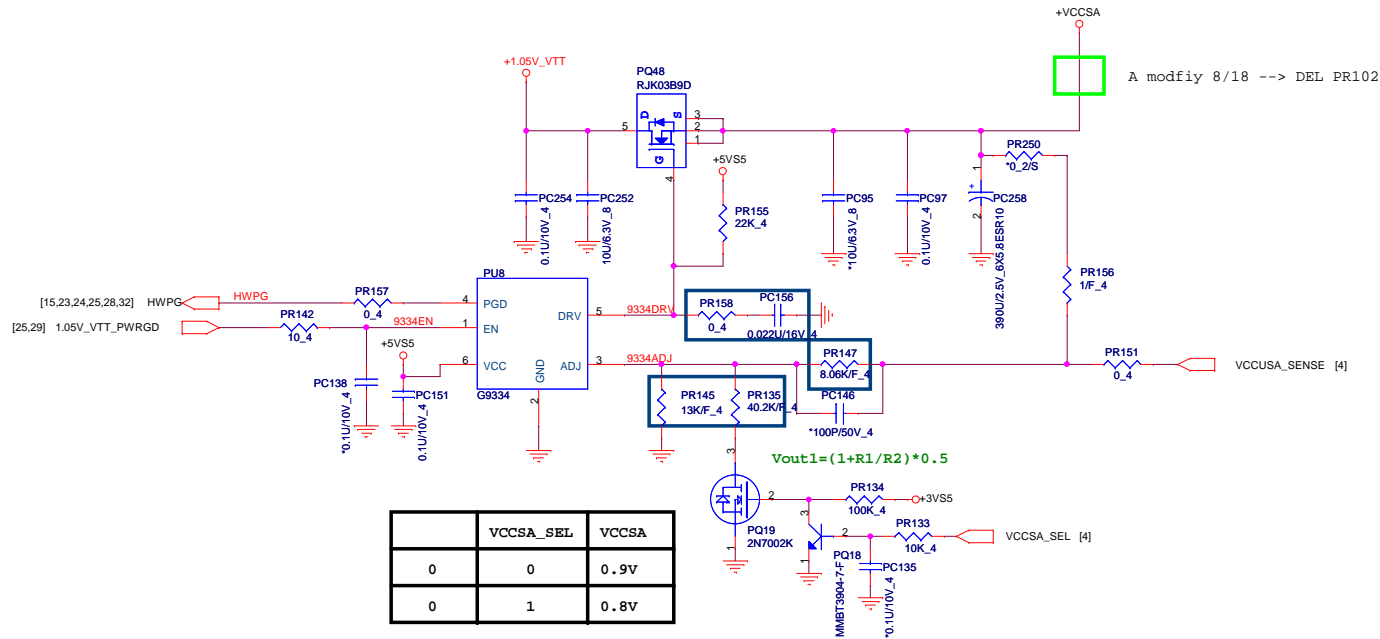 +VCCSA
A modfiy 8/18 --> DEL PR102
+1.05V_VTT
PQ48
RJK03B9D
D
S
G
5
3
2
1
4
+5VS5
PR155
22K_4
PC254
0.1U/10V_4
PC252
10U/6.3V_8
PC95
*10U/6.3V_8
PC97
0.1U/10V_4
1
+
2
PC258
390U/2.5V_6X5.8ESR10
PR250
*0_2/S
PR156
1/F_4
[15,23,24,25,28,32] HWPG
HWPG
PR157
0_4
[25,29] 1.05V_VTT_PWRGD
PR142
10_4
9334EN
+5VS5
PC138
*0.1U/10V_4
PC151
0.1U/10V_4
PU8
4 PGD
1 EN
6 VCC
GND
2
DRV 5
ADJ 3
G9334
9334DRV
9334ADJ
PR158
0_4
PC156
0.022U/16V_4
PR147
8.06K/F_4
PC146
*100P/50V_4
PR151
0_4
VCCUSA_SENSE [4]
PR145
13K/F_4
PR135
40.2K/F_4
Vout1=(1+R1/R2)*0.5
3
2
1
PQ19
2N7002K
PR134
100K_4
+3VS5
3
2
1
PQ18
MMBT3904-7-F
PR133
10K_4
VCCSA_SEL [4]
PC135
*0.1U/10V_4
VCCSA_SEL VCCSA
0 0 0.9V
0 1 0.8V